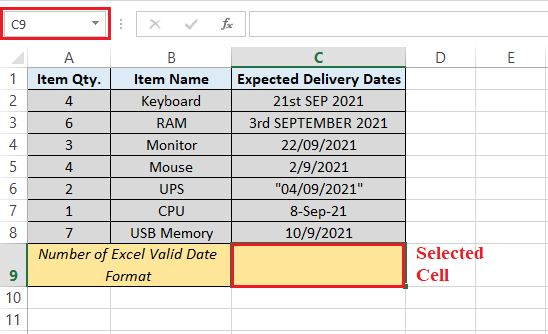 C9
fx
A B C D E
1 Item Qty. Item Name Expected Delivery Dates
2 4 Keyboard 21st SEP 2021
3 6 RAM 3rd SEPTEMBER 2021
4 3 Monitor 22/09/2021
5 4 Mouse 2/9/2021
6 2 UPS "04/09/2021"
7 1 CPU 8-Sep-21
8 7 USB Memory 10/9/2021
9 Number of Excel Valid Date
Format
Selected
Cell
10
11